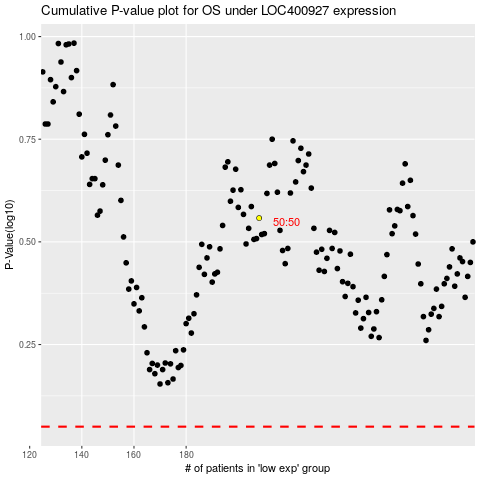 Cumulative P-value plot for OS under LOC400927 expression
P-Value(log10)
1.00
0.75
0.50
0.25
50:50
120 140 160 180
# of patients in 'low exp' group